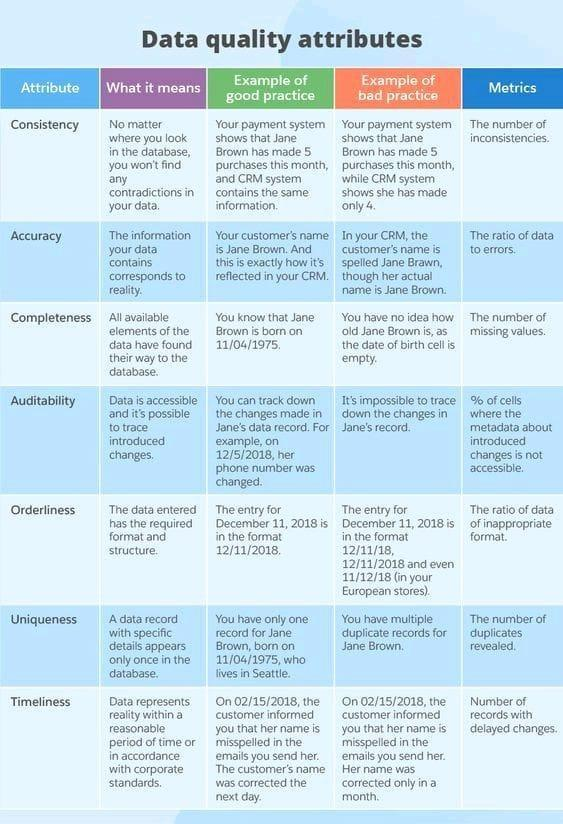 Data quality attributes
Attribute
What it means
Example of
good practice
Example of
bad practice
Metrics
Consistency
No matter
where you look
in the database,
you won't find
any
contradictions in
your data.
Your payment system
shows that Jane
Brown has made 5
purchases this month,
and CRM system
contains the same
information.
Your payment system
shows that Jane
Brown has made 5
purchases this month,
while CRM system
shows she has made
only 4.
The number of
inconsistencies.
Accuracy
The information
your data
contains
corresponds to
reality.
Your customer's name
is Jane Brown. And
this is exactly how it's
reflected in your CRM.
In your CRM, the
customer's name is
spelled Jane Brawn,
though her actual
name is Jane Brown.
The ratio of data
to errors.
Completeness
All available
elements of the
data have found
their way to the
database.
You know that Jane
Brown is born on
11/04/1975.
You have no idea how
old Jane Brown is, as
the date of birth cell is
empty.
The number of
missing values.
Auditability
Data is accessible
and it's possible
to trace
introduced
changes.
You can track down
the changes made in
Jane's data record. For
example, on
12/5/2018, her
phone number was
changed.
It's impossible to trace
down the changes in
Jane's record.
% of cells
where the
metadata about
introduced
changes is not
accessible.
Orderliness
The data entered
has the required
format and
structure.
The entry for
December 11, 2018 is
in the format
12/11/2018.
The entry for
December 11, 2018 is
in the format
12/11/18,
12/11/2018 and even
11/12/18 (in your
European stores).
The ratio of data
of inappropriate
format.
Uniqueness
A data record
with specific
details appears
only once in the
database.
You have only one
record for Jane
Brown, born on
11/04/1975, who
lives in Seattle.
You have multiple
duplicate records for
Jane Brown.
The number of
duplicates
revealed.
Timeliness
Data represents
reality within a
reasonable
period of time or
in accordance
with corporate
standards.
On 02/15/2018, the
customer informed
you that her name is
misspelled in the
emails you send her.
The customer's name
was corrected the
next day.
On 02/15/2018, the
customer informed
you that her name is
misspelled in the
emails you send her.
Her name was
corrected only in a
month.
Number of
records with
delayed changes.